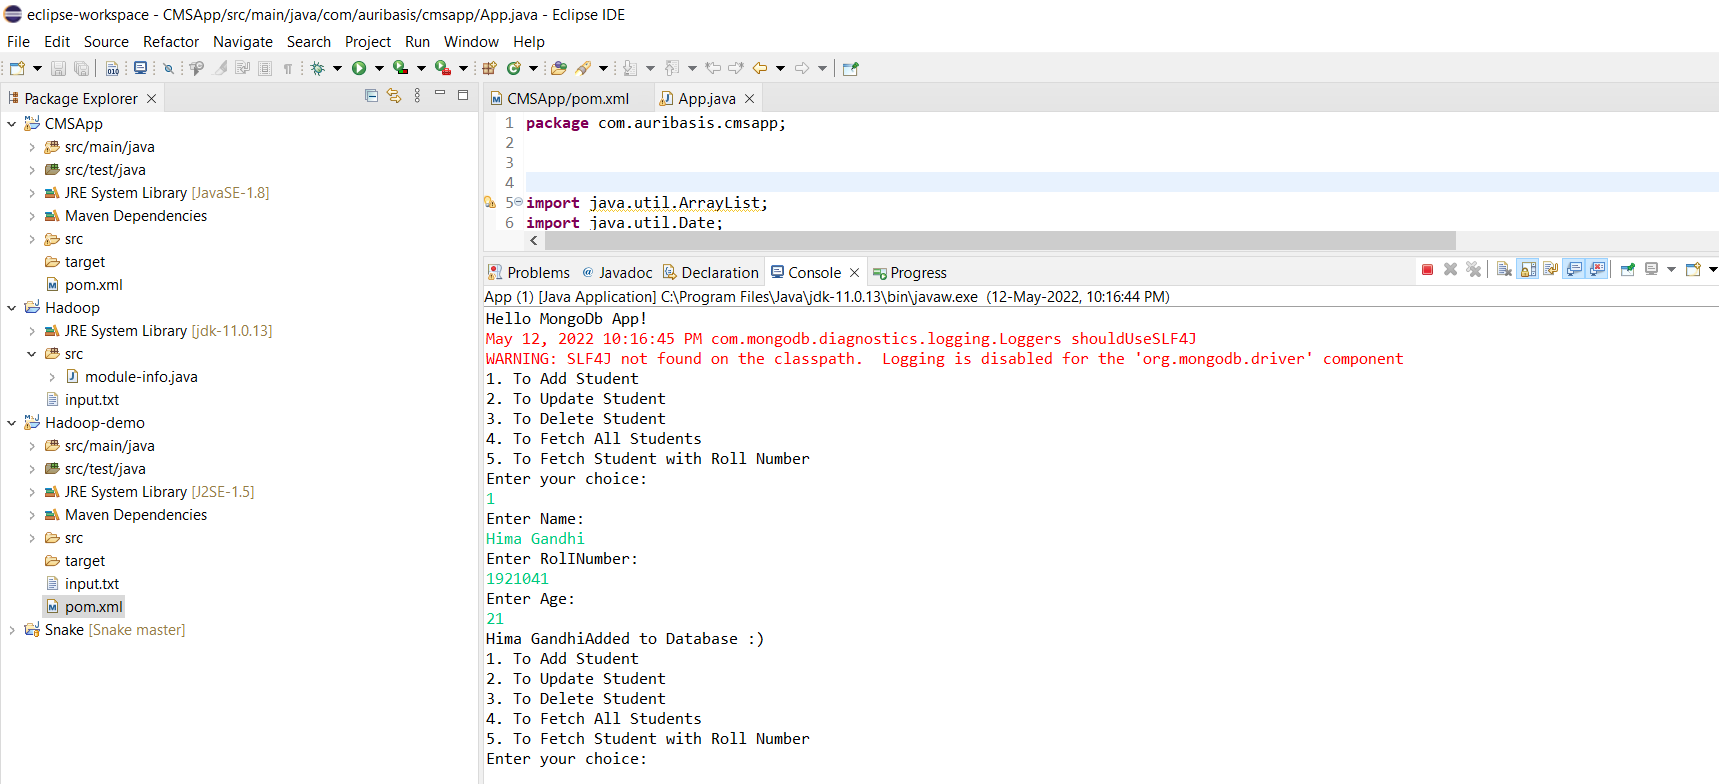 eclipse-workspace - CMSApp/src/main/java/com/auribasis/cmsapp/App.java - Eclipse IDE
File Edit Source Refactor Navigate Search Project Run Window Help
Package Explorer
CMSApp
src/main/java
src/test/java
JRE System Library [JavaSE-1.8]
Maven Dependencies
src
target
pom.xml
Hadoop
JRE System Library [jdk-11.0.13]
src
module-info.java
input.txt
Hadoop-demo
src/main/java
src/test/java
JRE System Library [J2SE-1.5]
Maven Dependencies
src
target
input.txt
pom.xml
Snake [Snake master]
CMSApp/pom.xml App.java
1 package com.auribasis.cmsapp;
2
3
4
5 import java.util.ArrayList;
6 import java.util.Date;
Problems Javadoc Declaration Console Progress
App (1) [Java Application] C:\Program Files\Java\jdk-11.0.13\bin\javaw.exe (12-May-2022, 10:16:44 PM)
Hello MongoDb App!
May 12, 2022 10:16:45 PM com.mongodb.diagnostics.logging.Loggers shouldUseSLF4J
WARNING: SLF4J not found on the classpath.  Logging is disabled for the 'org.mongodb.driver' component
1. To Add Student
2. To Update Student
3. To Delete Student
4. To Fetch All Students
5. To Fetch Student with Roll Number
Enter your choice:
1
Enter Name:
Hima Gandhi
Enter RolINumber:
1921041
Enter Age:
21
Hima GandhiAdded to Database :)
1. To Add Student
2. To Update Student
3. To Delete Student
4. To Fetch All Students
5. To Fetch Student with Roll Number
Enter your choice: